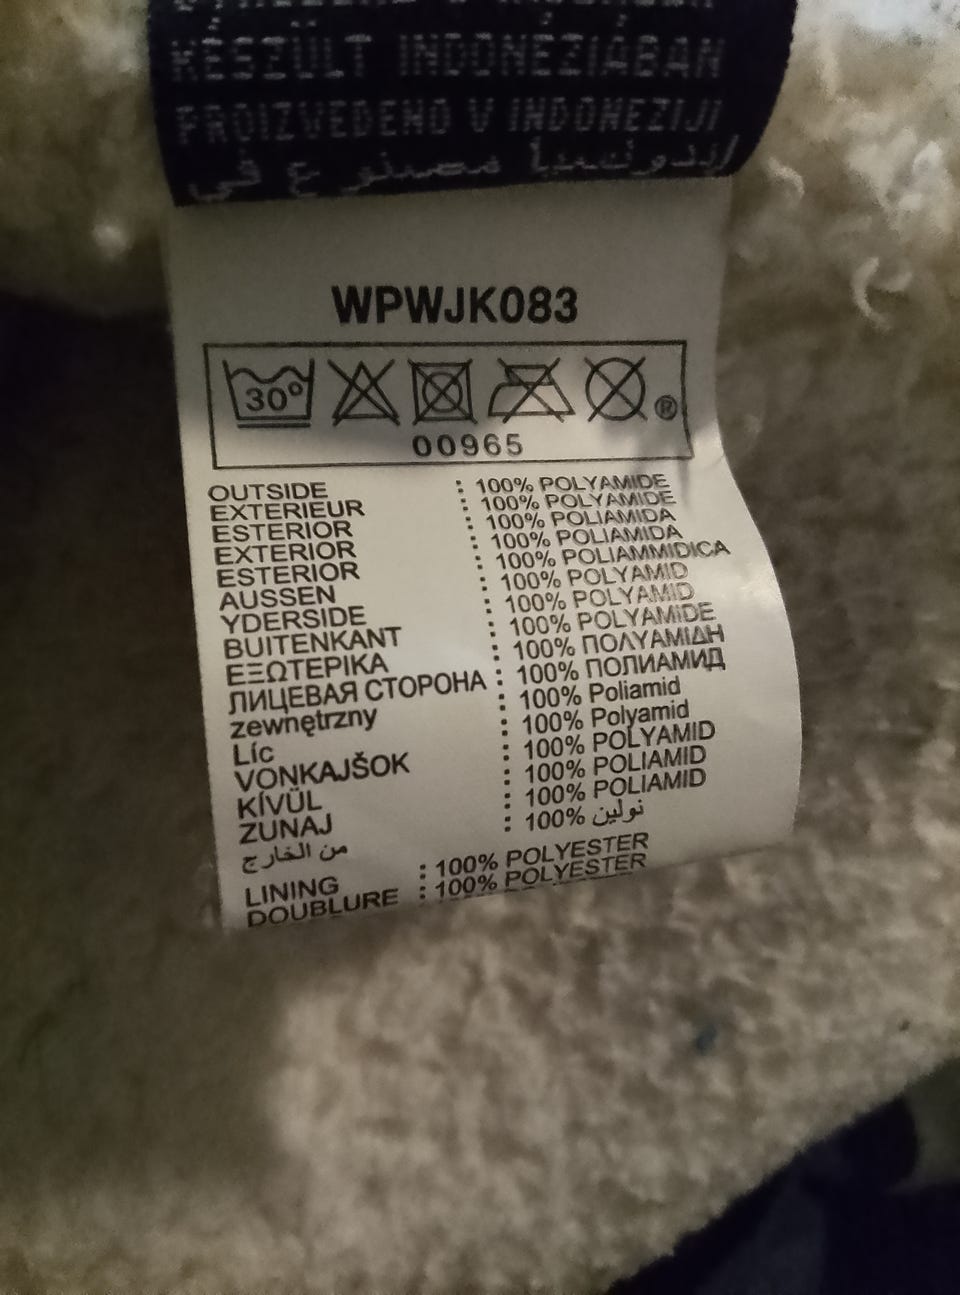 KÉSZÜLT INDONÉZIÁBAN
PROIZVEDENO V INDONEZIJI
WPWJK083
30°
®
00965
OUTSIDE : 100% POLYAMIDE
EXTERIEUR : 100% POLYAMIDE
ESTERIOR : 100% POLIAMIDA
EXTERIOR : 100% POLIAMIDA
ESTERIOR : 100% POLIAMMIDICA
AUSSEN : 100% POLYAMID
YDERSIDE : 100% POLYAMID
BUITENKANT : 100% POLYAMIDE
ΕΞΩΤΕΡΙΚΑ : 100% ΠΟΛΥΑΜΙΔΗ
ЛИЦЕВАЯ СТОРОНА : 100% ПОЛИАМИД
zewnętrzny : 100% Poliamid
Líc : 100% Polyamid
VONKAJŠOK : 100% POLYAMID
KÍVÜL : 100% POLIAMID
ZUNAJ : 100% POLIAMID
من الخارج : 100% نولين
LINING : 100% POLYESTER
DOUBLURE : 100% POLYESTER